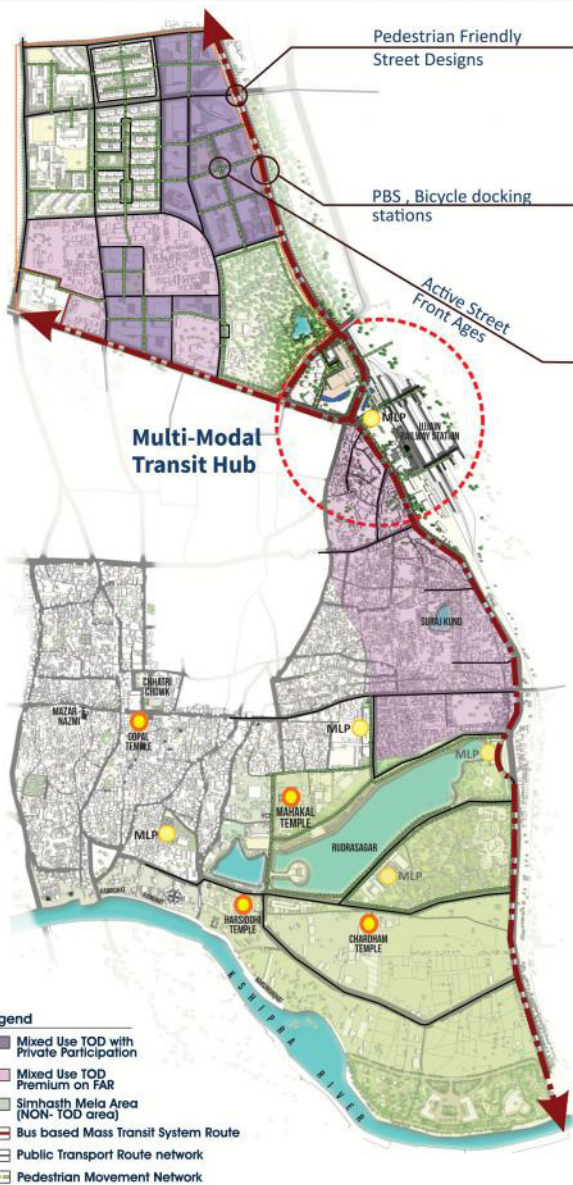 Pedestrian Friendly
Street Designs
PBS , Bicycle docking
stations
Active Street
Front Ages
Multi-Modal
Transit Hub
MLP
UJJAIN
RAILWAY STATION
SURAJ KUND
CHHATRI
CHOWK
MAZAR-
NAZMI
GOPAL
TEMPLE
MLP
MLP
MAHAKAL
TEMPLE
MLP
RUDRASAGAR
MLP
RAMGHAT
HARSIDDHI
TEMPLE
CHARDHAM
TEMPLE
KSHIPRA RIVER
gend
Mixed Use TOD with
Private Participation
Mixed Use TOD
Premium on FAR
Simhasth Mela Area
(NON- TOD area)
Bus based Mass Transit System Route
Public Transport Route network
Pedestrian Movement Network